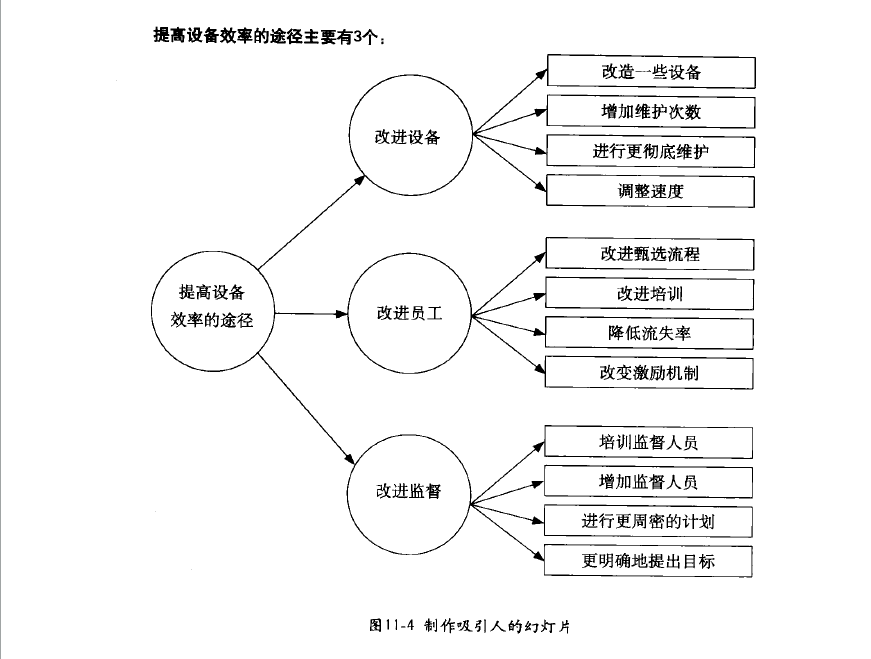 提高设备效率的途径主要有3个：
改造一些设备
增加维护次数
改进设备
进行更彻底维护
调整速度
改进甄选流程
提高设备
效率的途径
改进员工
改进培训
降低流失率
改变激励机制
培训监督人员
增加监督人员
改进监督
进行更周密的计划
更明确地提出目标
图11-4 制作吸引人的幻灯片